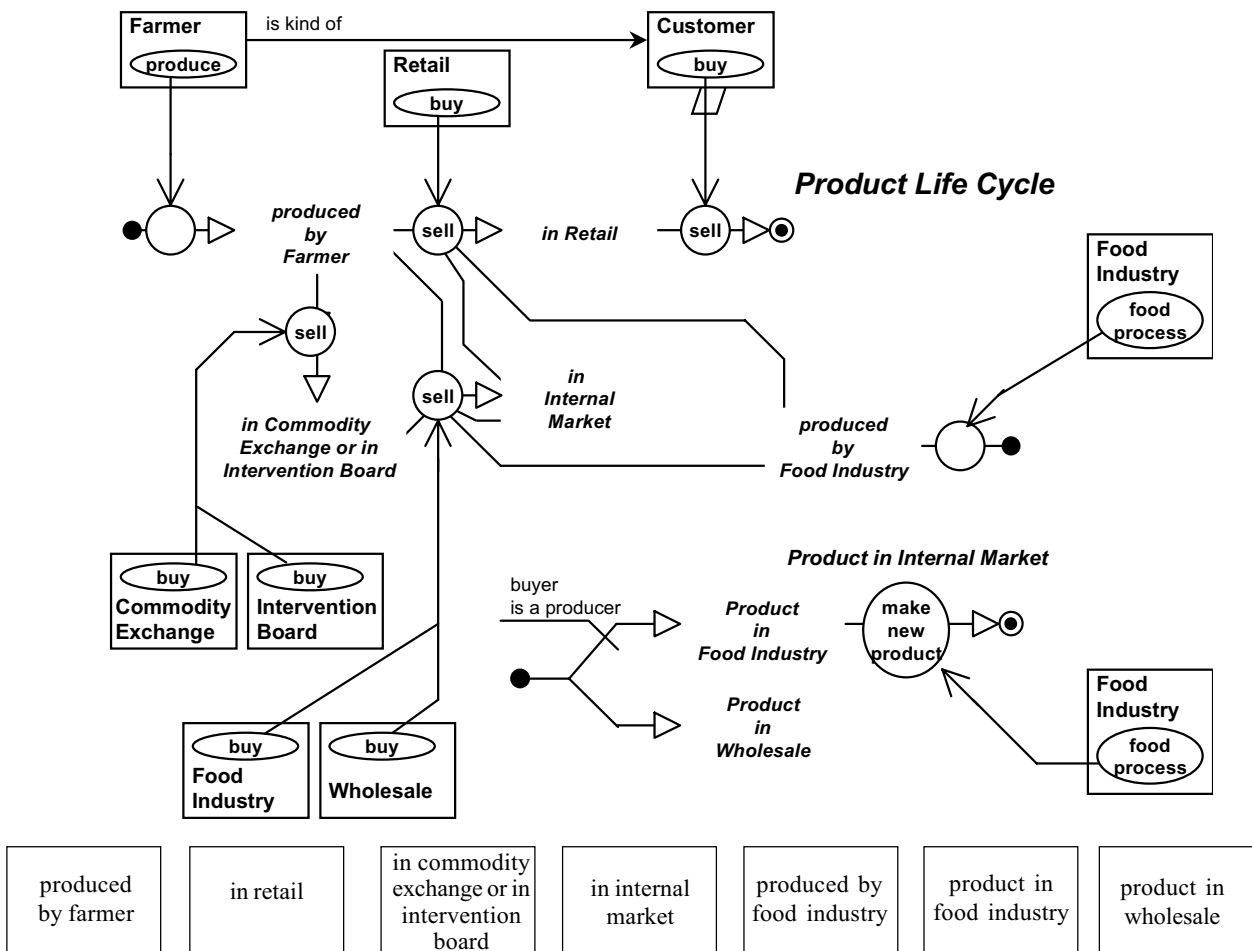 Farmer
produce
is kind of
Customer
buy
Retail
buy
Product Life Cycle
produced
by
Farmer
sell
in Retail
sell
Food
Industry
food
process
sell
sell
in
Internal
Market
in Commodity
Exchange or in
Intervention Board
produced
by
Food Industry
buy
Commodity
Exchange
buy
Intervention
Board
Product in Internal Market
buyer
is a producer
Product
in
Food Industry
make
new
product
Product
in
Wholesale
Food
Industry
food
process
buy
Food
Industry
buy
Wholesale
produced
by farmer
in retail
in commodity
exchange or in
intervention
board
in internal
market
produced by
food industry
product in
food industry
product in
wholesale